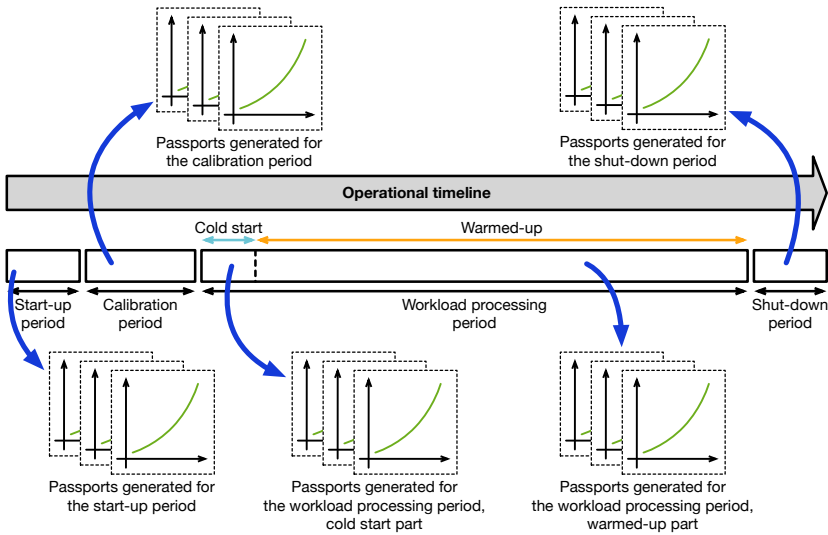 Passports generated for
the calibration period
Passports generated for
the shut-down period
Operational timeline
Cold start
Warmed-up
Start-up
period
Calibration
period
Workload processing
period
Shut-down
period
Passports generated for
the start-up period
Passports generated for
the workload processing period,
cold start part
Passports generated for
the workload processing period,
warmed-up part